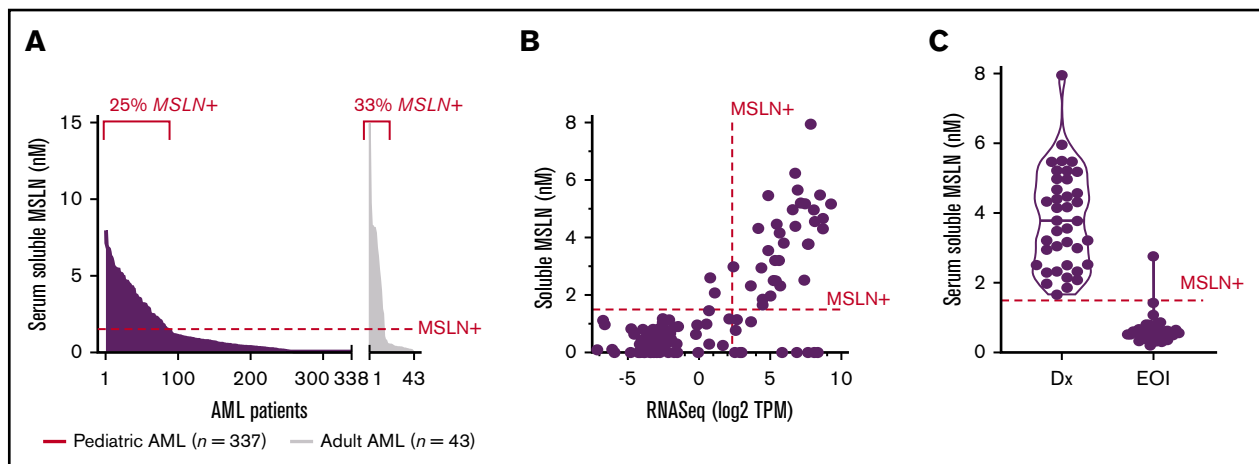 A
25% MSLN+
33% MSLN+
Serum soluble MSLN (nM)
15
10
5
0
MSLN+
1
100
200
300
338
1
43
AML patients
Pediatric AML (n = 337)
Adult AML (n = 43)
B
MSLN+
Soluble MSLN (nM)
8
6
4
2
0
MSLN+
-5
0
5
10
RNASeq (log2 TPM)
C
Serum soluble MSLN (nM)
8
6
4
2
0
MSLN+
Dx
EOI